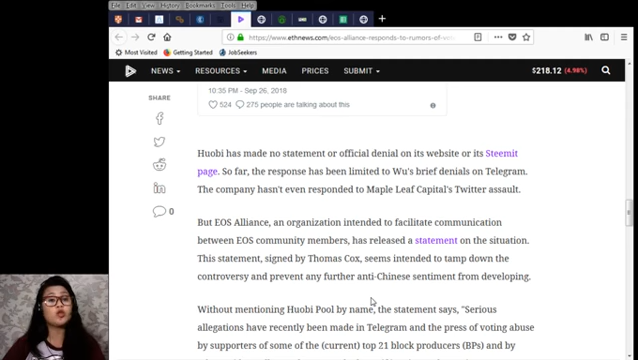 File Edit View History Bookmarks Tools Help
https://www.ethnews.com/eos-alliance-responds-to-rumors-of-vo
Most Visited Getting Started JobSeekers
NEWS RESOURCES MEDIA PRICES SUBMIT $218.12 (4.98%)
10:35 PM - Sep 26, 2018
524 275 people are talking about this
SHARE
0
Huobi has made no statement or official denial on its website or its Steemit
page. So far, the response has been limited to Wu's brief denials on Telegram.
The company hasn't even responded to Maple Leaf Capital's Twitter assault.
But EOS Alliance, an organization intended to facilitate communication
between EOS community members, has released a statement on the situation.
This statement, signed by Thomas Cox, seems intended to tamp down the
controversy and prevent any further anti-Chinese sentiment from developing.
Without mentioning Huobi Pool by name, the statement says, "Serious
allegations have recently been made in Telegram and the press of voting abuse
by supporters of some of the (current) top 21 block producers (BPs) and by